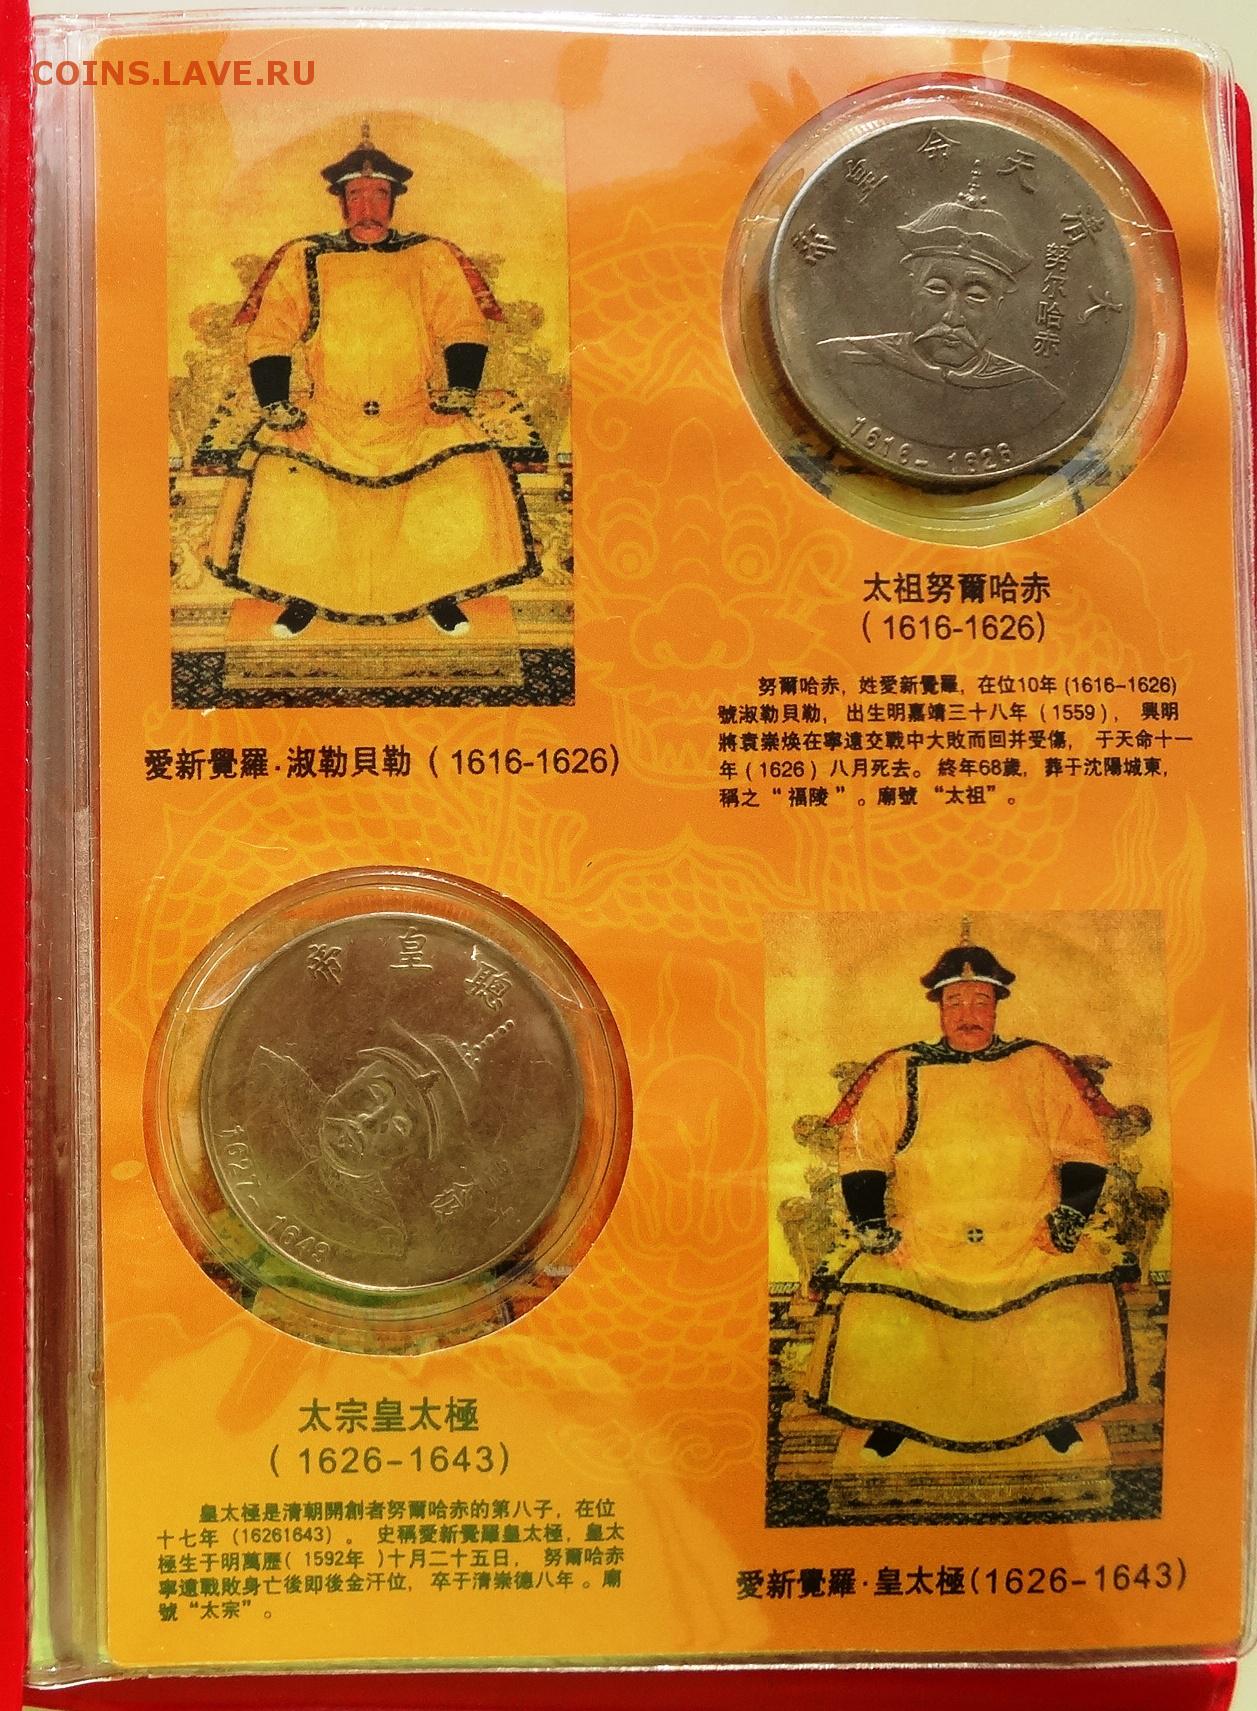 COINS.LAVE.RU
大清天命皇帝
努尔哈赤
1616-1626
太祖努爾哈赤
(1616-1626)
努爾哈赤，姓愛新覺羅，在位10年(1616-1626)
號淑勒貝勒，出生明嘉靖三十八年(1559)，興明
將袁崇煥在寧遠交戰中大敗而回并受傷，于天命十一
年(1626)八月死去。終年68歲，葬于沈陽城東，
稱之“福陵”。廟號“太祖”。
愛新覺羅·淑勒貝勒(1616-1626)
聰皇帝
1627-1643
太宗皇太極
(1626-1643)
皇太極是清朝開創者努爾哈赤的第八子，在位
十七年(16261643)。史稱愛新覺羅皇太極，皇太
極生于明萬歷(1592年)十月二十五日，努爾哈赤
寧遠戰敗身亡後即後金汗位，卒于清崇德八年。廟
號“太宗”。
愛新覺羅·皇太極(1626-1643)